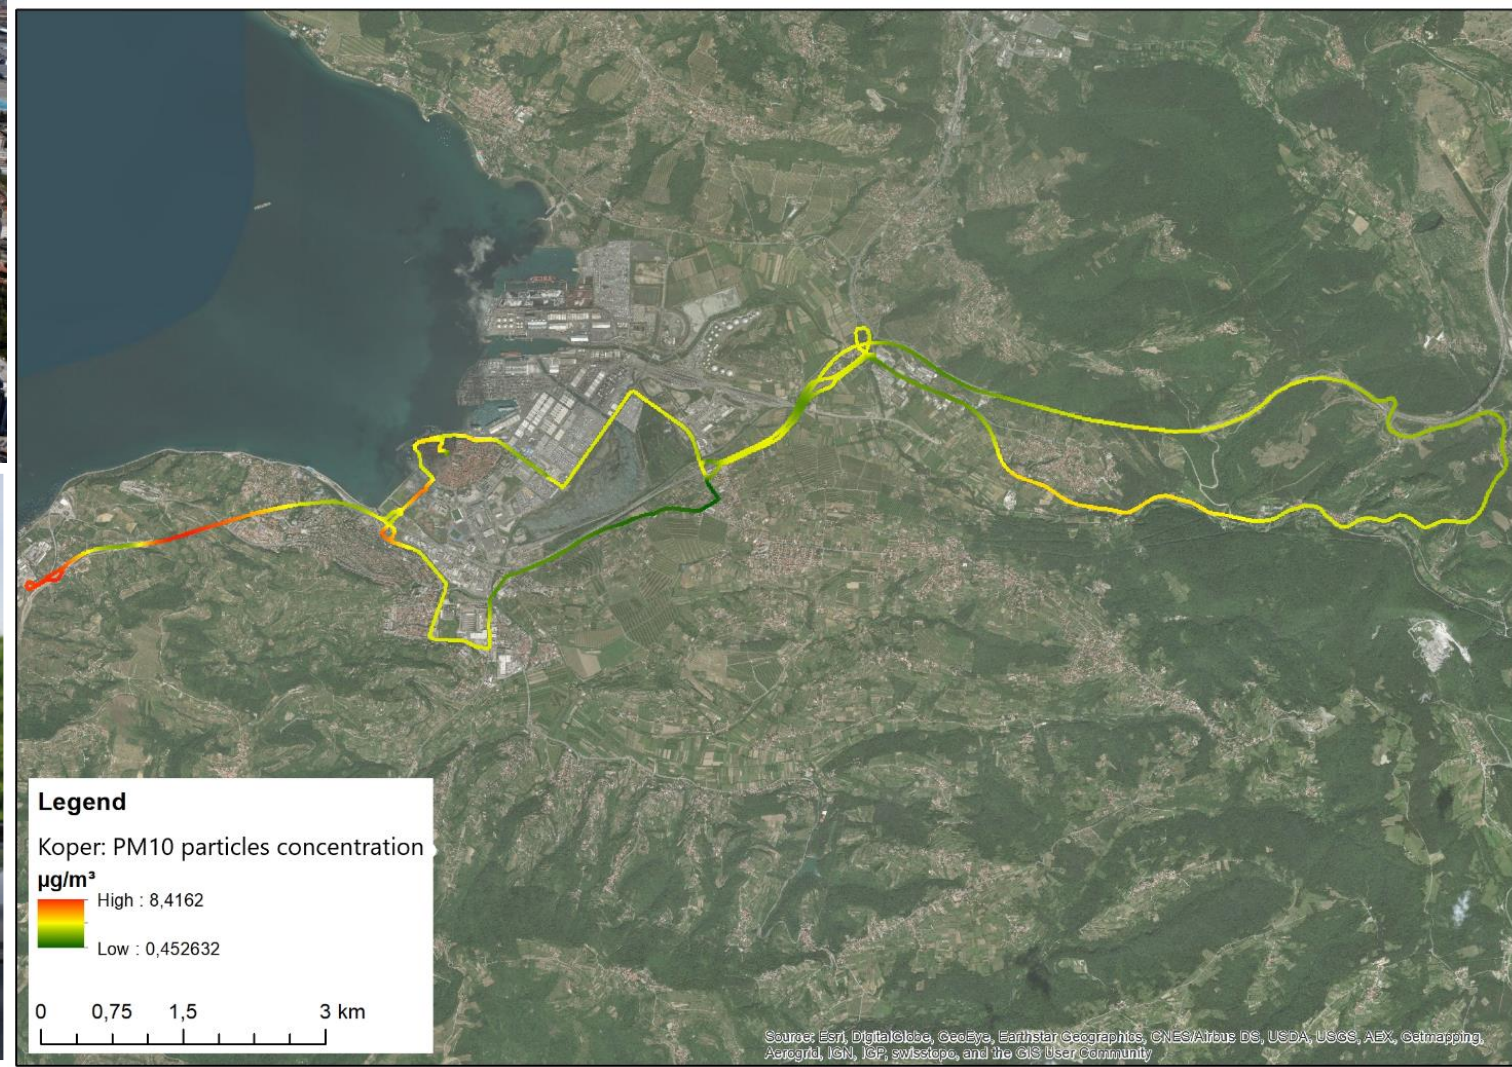 Legend
Koper: PM10 particles concentration
µg/m³
High : 8,4162
Low : 0,452632
0 0,75 1,5 3 km
Source: Esri, DigitalGlobe, GeoEye, Earthstar Geographics, CNES/Airbus DS, USDA, USGS, AEX, Getmapping,
Aerogrid, IGN, IGP, swisstopo, and the GIS User Community